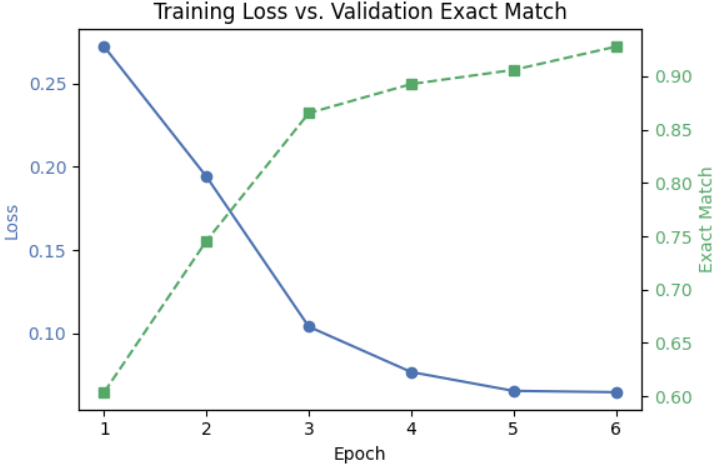 Training Loss vs. Validation Exact Match
Loss
0.25
0.20
0.15
0.10
Exact Match
0.90
0.85
0.80
0.75
0.70
0.65
0.60
1 2 3 4 5 6
Epoch